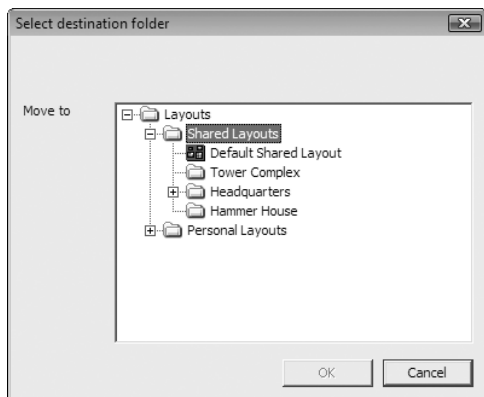 Select destination folder
Move to
Layouts
Shared Layouts
Default Shared Layout
Tower Complex
Headquarters
Hammer House
Personal Layouts
OK
Cancel